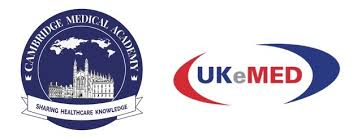 CAMBRIDGE MEDICAL ACADEMY
SHARING HEALTHCARE KNOWLEDGE
UKeMED